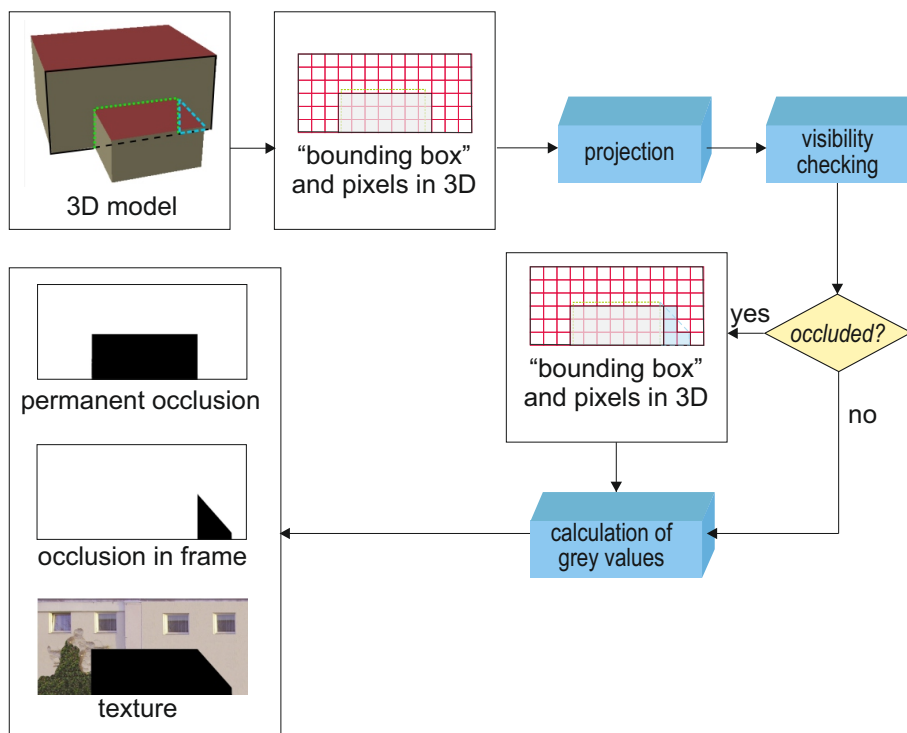 3D model
“bounding box”
and pixels in 3D
projection
visibility
checking
occluded?
yes
no
“bounding box”
and pixels in 3D
calculation of
grey values
permanent occlusion
occlusion in frame
texture